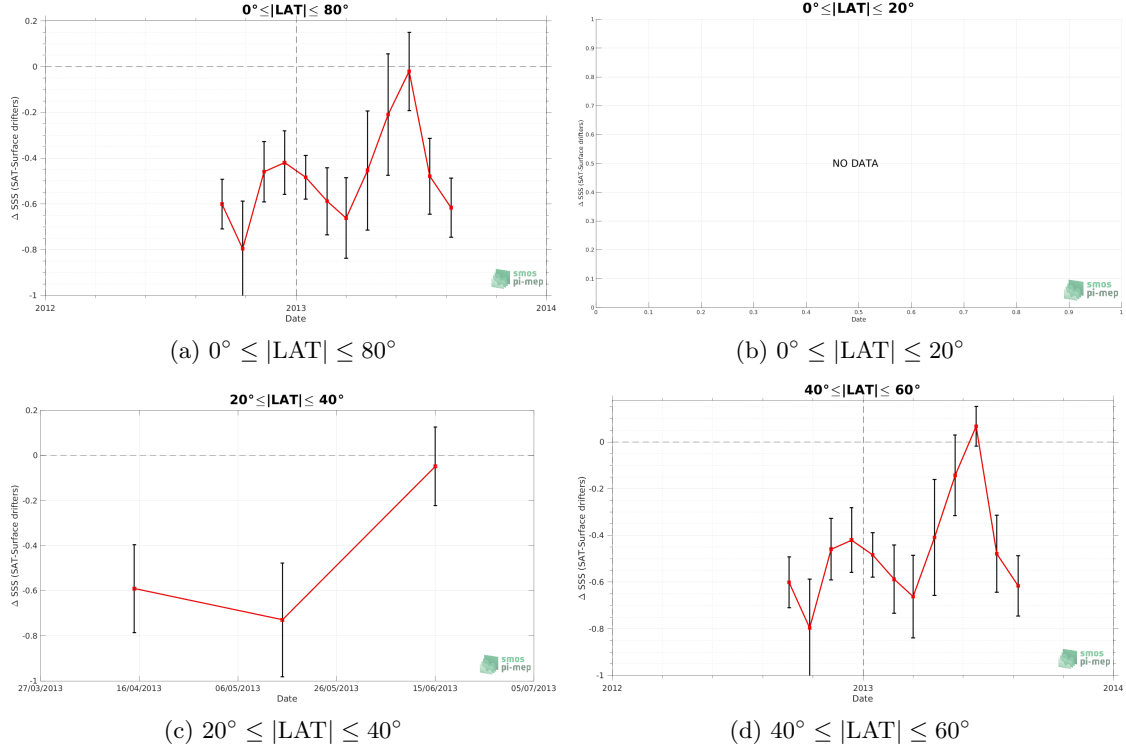 0°≤|LAT|≤ 80°
Δ SSS (SAT-Surface drifters)
0.2
0
-0.2
-0.4
-0.6
-0.8
-1
2012
2013
2014
Date
smos
pi-mep
(a) 0° ≤ |LAT| ≤ 80°
0°≤|LAT|≤ 20°
Δ SSS (SAT-Surface drifters)
1
0.9
0.8
0.7
0.6
0.5
0.4
0.3
0.2
0.1
0
NO DATA
0
0.1
0.2
0.3
0.4
0.5
0.6
0.7
0.8
0.9
1
Date
smos
pi-mep
(b) 0° ≤ |LAT| ≤ 20°
20°≤|LAT|≤ 40°
Δ SSS (SAT-Surface drifters)
0.2
0
-0.2
-0.4
-0.6
-0.8
-1
27/03/2013
16/04/2013
06/05/2013
26/05/2013
15/06/2013
05/07/2013
Date
smos
pi-mep
(c) 20° ≤ |LAT| ≤ 40°
40°≤|LAT|≤ 60°
Δ SSS (SAT-Surface drifters)
0
-0.2
-0.4
-0.6
-0.8
-1
2012
2013
2014
Date
smos
pi-mep
(d) 40° ≤ |LAT| ≤ 60°